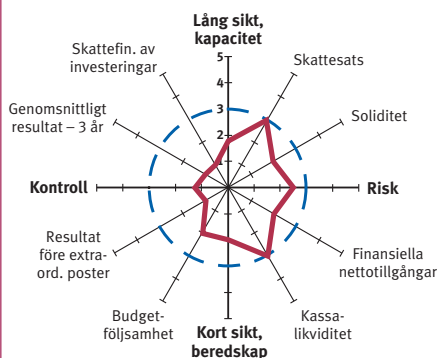 Lång sikt,
kapacitet
Skattefin. av
investeringar
Skattesats
Genomsnittligt
resultat – 3 år
Soliditet
5
4
3
2
1
Kontroll
Risk
Resultat
före extra-
ord. poster
Finansiella
nettotillgångar
Budget-
följsamhet
Kassa-
likviditet
Kort sikt,
beredskap